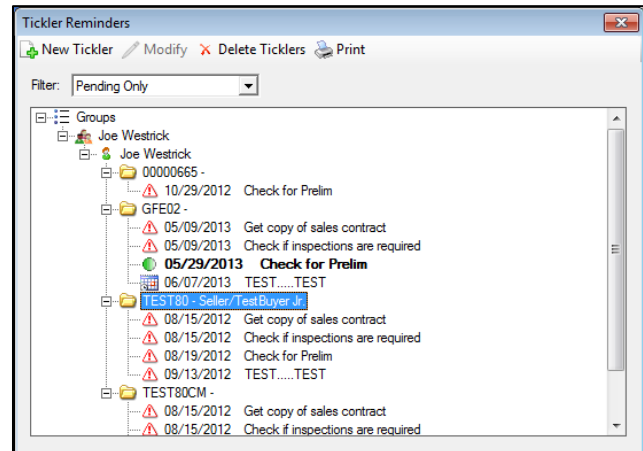 Tickler Reminders
New Tickler Modify Delete Ticklers Print
Filter: Pending Only
Groups
Joe Westrick
Joe Westrick
00000665 -
10/29/2012 Check for Prelim
GFE02 -
05/09/2013 Get copy of sales contract
05/09/2013 Check if inspections are required
05/29/2013 Check for Prelim
06/07/2013 TEST.....TEST
TEST80 - Seller/TestBuyer Jr.
08/15/2012 Get copy of sales contract
08/15/2012 Check if inspections are required
08/19/2012 Check for Prelim
09/13/2012 TEST.....TEST
TEST80CM -
08/15/2012 Get copy of sales contract
08/15/2012 Check if inspections are required